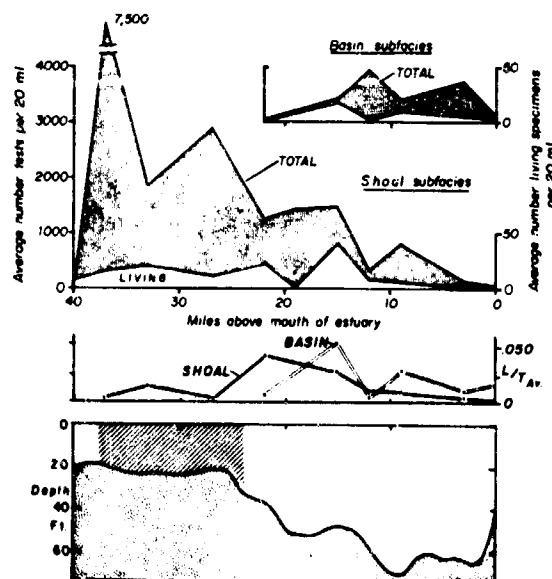 7,500
Basin subfacies
TOTAL
50
0
4000
3000
2000
1000
0
Average number tests per 20 ml
Average number living specimens
per 20 ml
TOTAL
Shoal subfacies
50
0
LIVING
40
30
20
10
0
Miles above mouth of estuary
BASIN
SHOAL
.050
L/T Av.
.000
0
20
40
60
Depth
Ft.